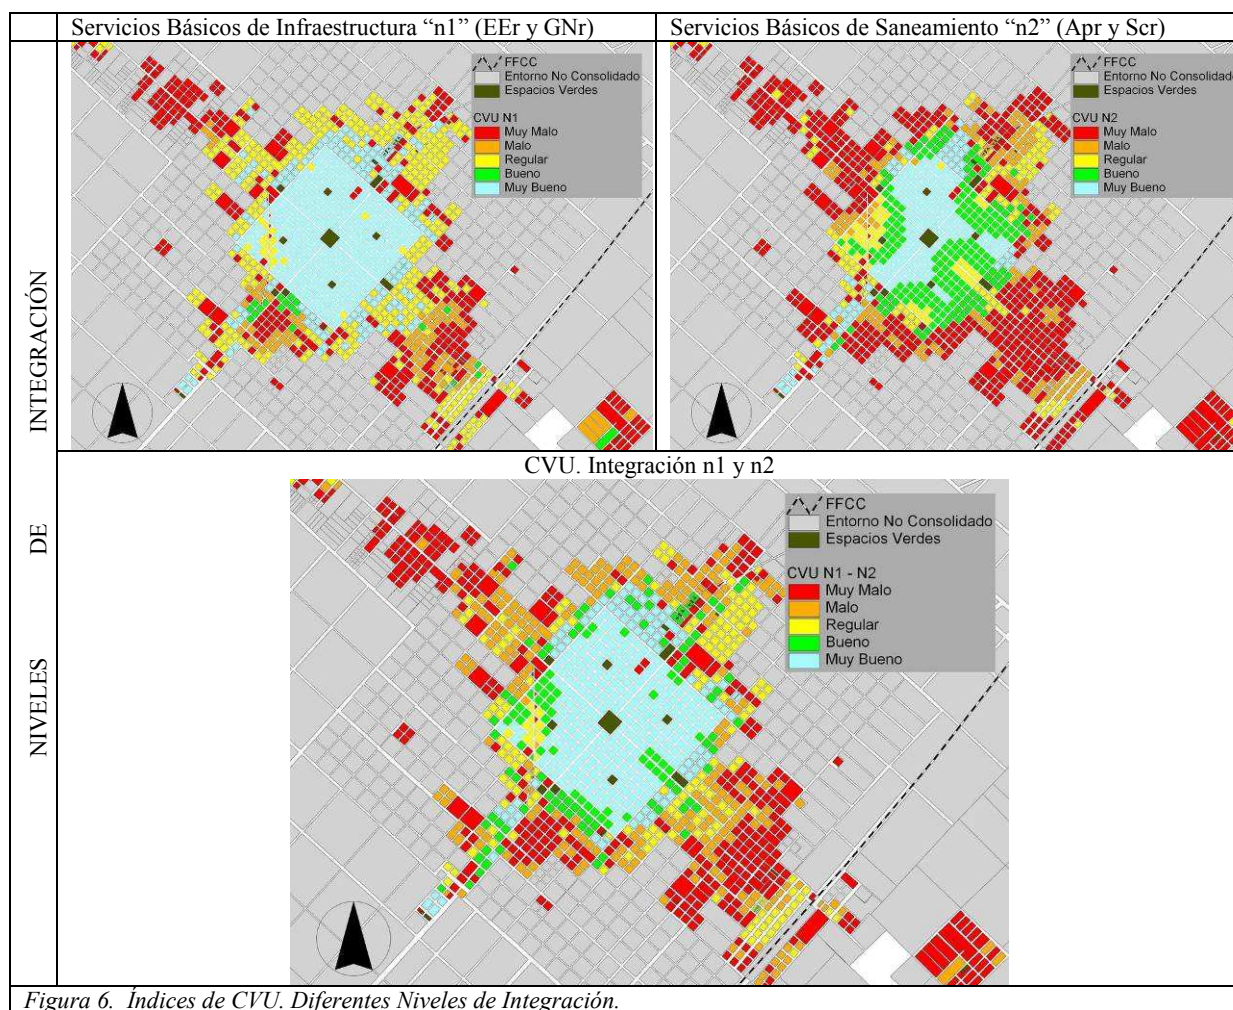 Servicios Básicos de Infraestructura “n1” (EEr y GNr)
Servicios Básicos de Saneamiento “n2” (Apr y Scr)
FFCC
Entorno No Consolidado
Espacios Verdes
CVU N1
Muy Malo
Malo
Regular
Bueno
Muy Bueno
FFCC
Entorno No Consolidado
Espacios Verdes
CVU N2
Muy Malo
Malo
Regular
Bueno
Muy Bueno
NIVELES DE INTEGRACIÓN
CVU. Integración n1 y n2
FFCC
Entorno No Consolidado
Espacios Verdes
CVU N1 - N2
Muy Malo
Malo
Regular
Bueno
Muy Bueno
Figura 6. Índices de CVU. Diferentes Niveles de Integración.